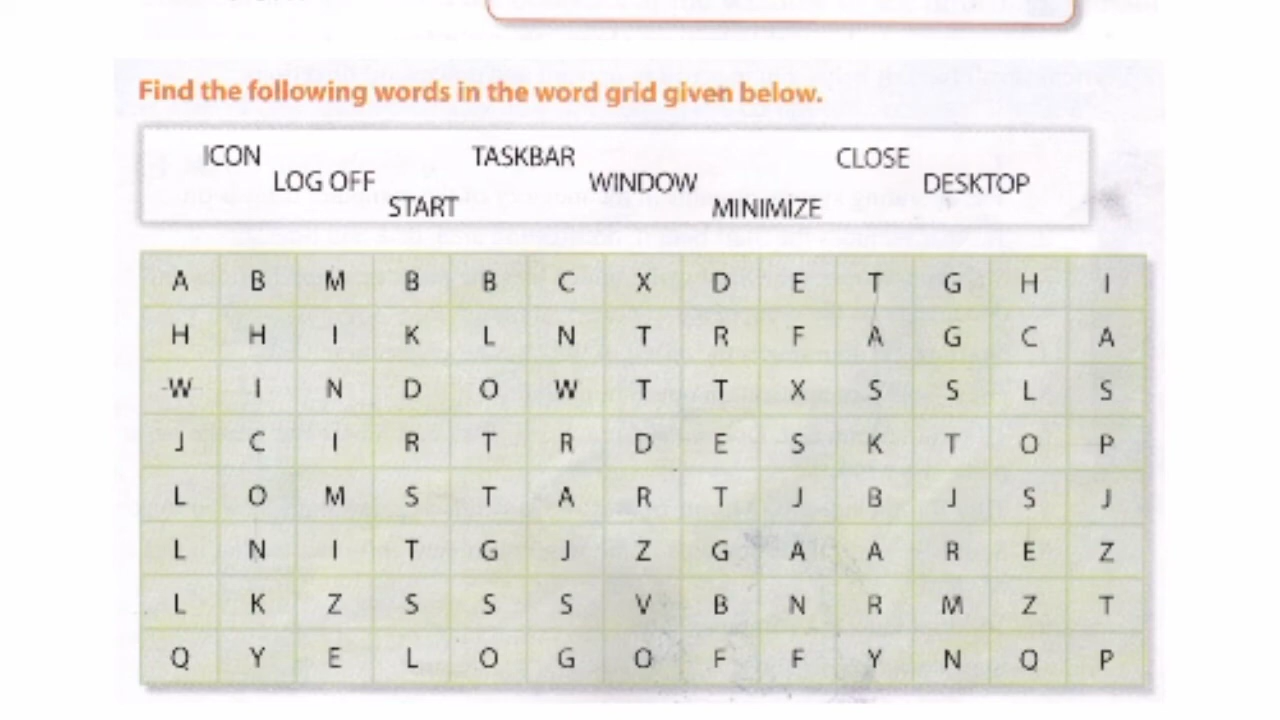 Find the following words in the word grid given below.
ICON TASKBAR CLOSE
LOG OFF WINDOW DESKTOP
START MINIMIZE
A B M B B C X D E T G H I
H H I K L N T R F A G C A
W I N D O W T T X S S L S
J C I R T R D E S K T O P
L O M S T A R T J B J S J
L N I T G J Z G A A R E Z
L K Z S S S V B N R M Z T
Q Y E L O G O F F Y N Q P